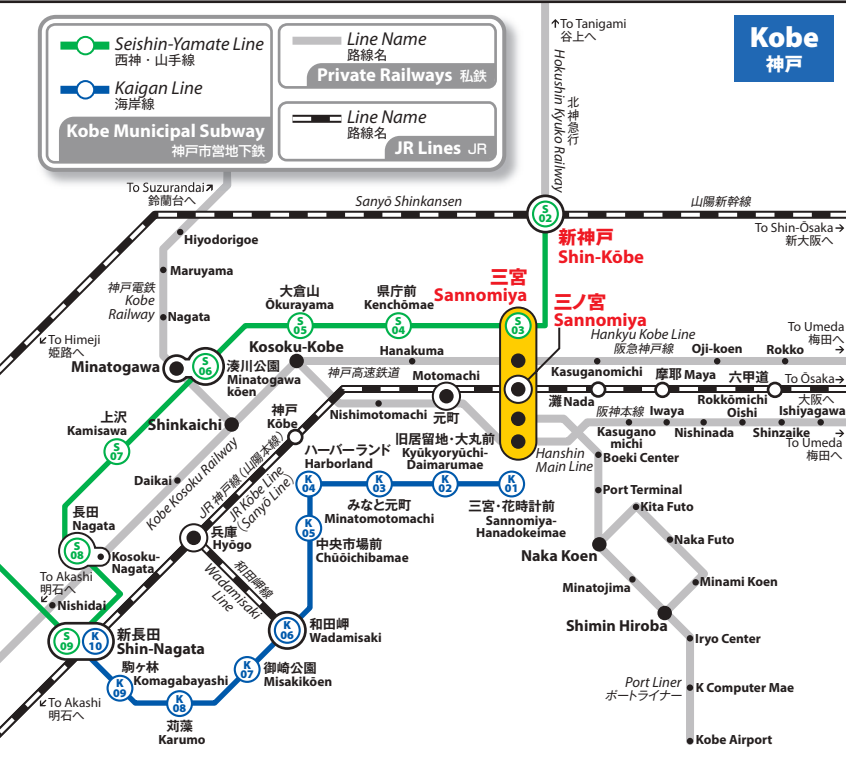 Kobe
神戸
Seishin-Yamate Line
西神・山手線
Kaigan Line
海岸線
Kobe Municipal Subway
神戸市営地下鉄
Line Name
路線名
Private Railways 私鉄
Line Name
路線名
JR Lines JR
↑To Tanigami
谷上へ
Hokushin Kyuko Railway
北神急行
To Suzurandai↗
鈴蘭台へ
Sanyō Shinkansen
山陽新幹線
S
02
新神戸
Shin-Kōbe
To Shin-Ōsaka→
新大阪へ
Hiyodorigoe
Maruyama
神戸電鉄
Kobe
Railway
Nagata
大倉山
Ōkurayama
S
05
県庁前
Kenchōmae
S
04
三宮
Sannomiya
S
03
三ノ宮
Sannomiya
↙To Himeji
姫路へ
Minatogawa
S
06
湊川公園
Minatogawa
kōen
Kosoku-Kobe
Hanakuma
Hankyu Kobe Line
阪急神戸線
Kasuganomichi
Oji-koen
Rokko
To Umeda
梅田へ
→
神戸高速鉄道
Motomachi
元町
Nishimotomachi
灘 Nada
摩耶 Maya
六甲道
Rokkōmichi
To Ōsaka→
大阪へ
阪神本線
Hanshin
Main Line
Kasugano
michi
Iwaya
Nishinada
Oishi
Shinzaike
Ishiyagawa
→
To Umeda
梅田へ
上沢
Kamisawa
S
07
Shinkaichi
神戸
Kōbe
Daikai
Kobe Kosoku Railway
JR 神戸線(山陽本線)
JR Kōbe Line
(Sanyō Line)
ハーバーランド
Harborland
K
04
旧居留地・大丸前
Kyūkyoryūchi-
Daimarumae
K
03
K
02
K
01
みなと元町
Minatomotomachi
三宮・花時計前
Sannomiya-
Hanadokeimae
K
05
中央市場前
Chūōichibamae
Boeki Center
Port Terminal
Kita Futo
Naka Futo
Naka Koen
Minatojima
Minami Koen
Shimin Hiroba
Iryo Center
Port Liner
ポートライナー
K Computer Mae
Kobe Airport
長田
Nagata
S
08
Kosoku-
Nagata
兵庫
Hyōgo
和田岬線
Wadamisaki
Line
To Akashi
明石へ
↙
Nishidai
S
09
K
10
新長田
Shin-Nagata
K
06
和田岬
Wadamisaki
K
07
御崎公園
Misakikōen
駒ヶ林
Komagabayashi
K
09
K
08
苅藻
Karumo
↙To Akashi
明石へ